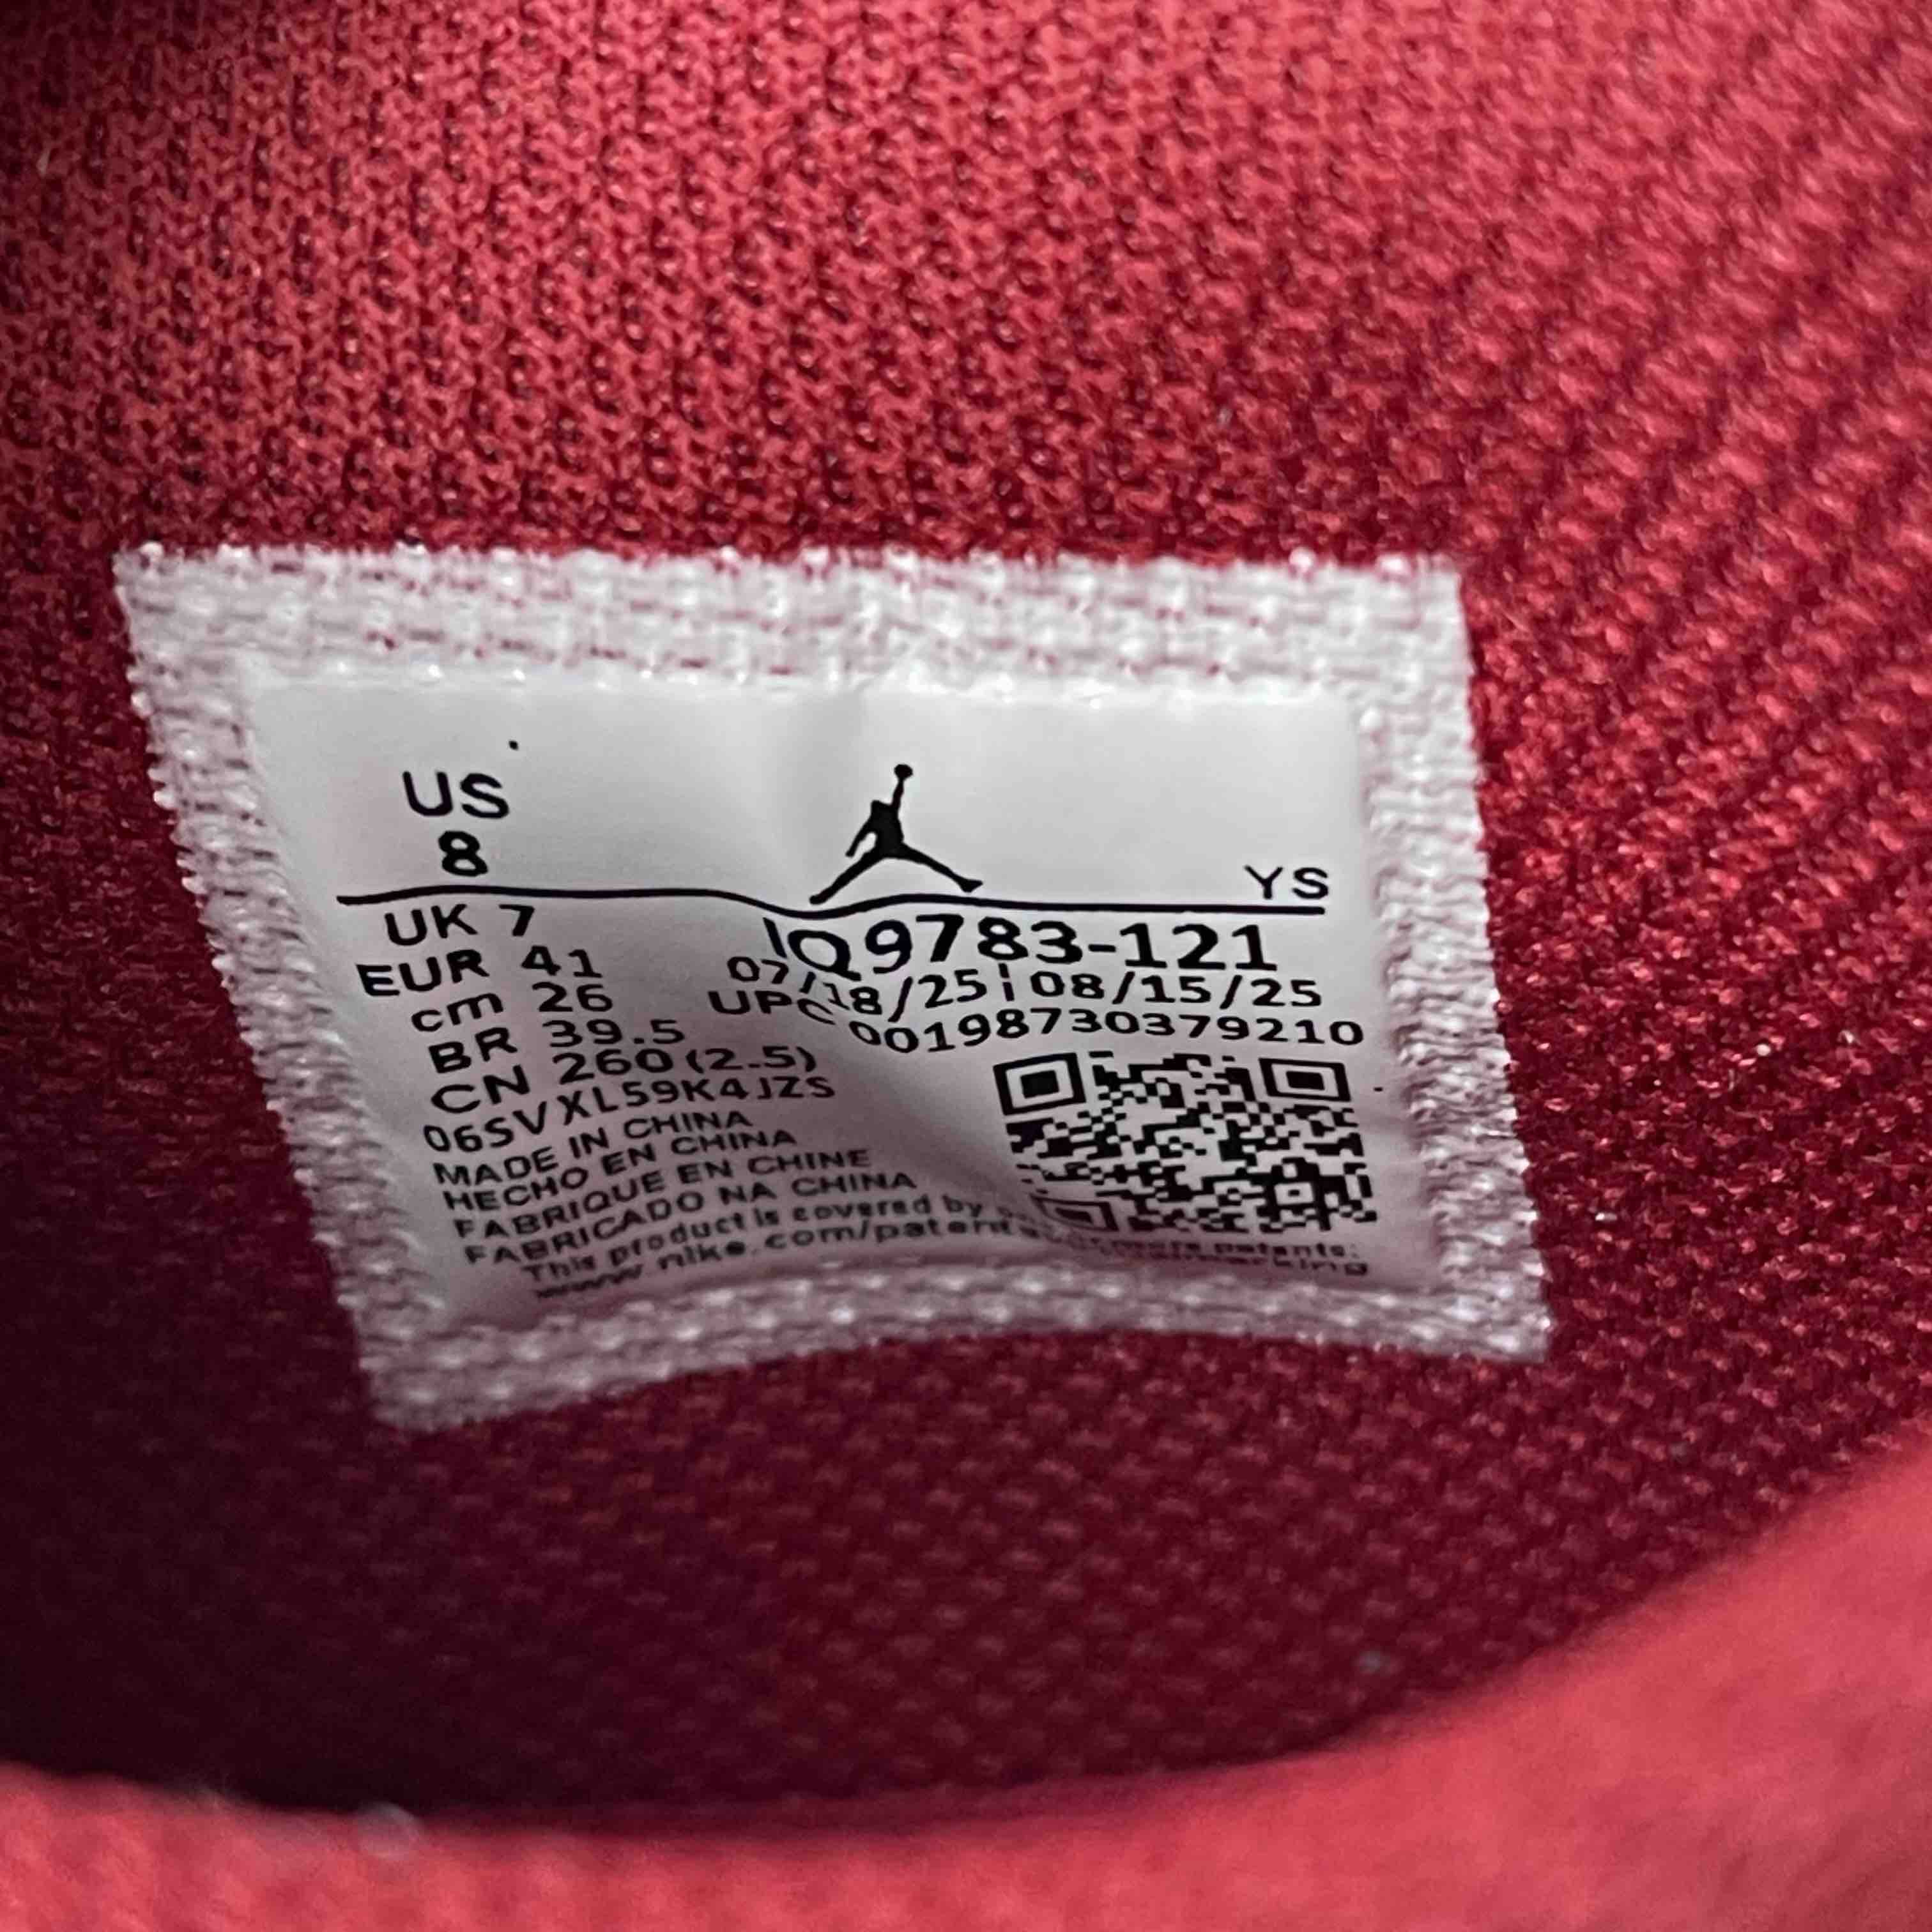 US
8
YS
UK 7
EUR 41
cm 26
BR 39.5
CN 260(2.5)
06SVXL59K4JZS
MADE IN CHINA
HECHO EN CHINA
FABRIQUE EN CHINE
FABRICADO NA CHINA
This product is covered by patents:
www.nike.com/patent
IQ9783-121
07/18/25¦08/15/25
UPC 00198730379210